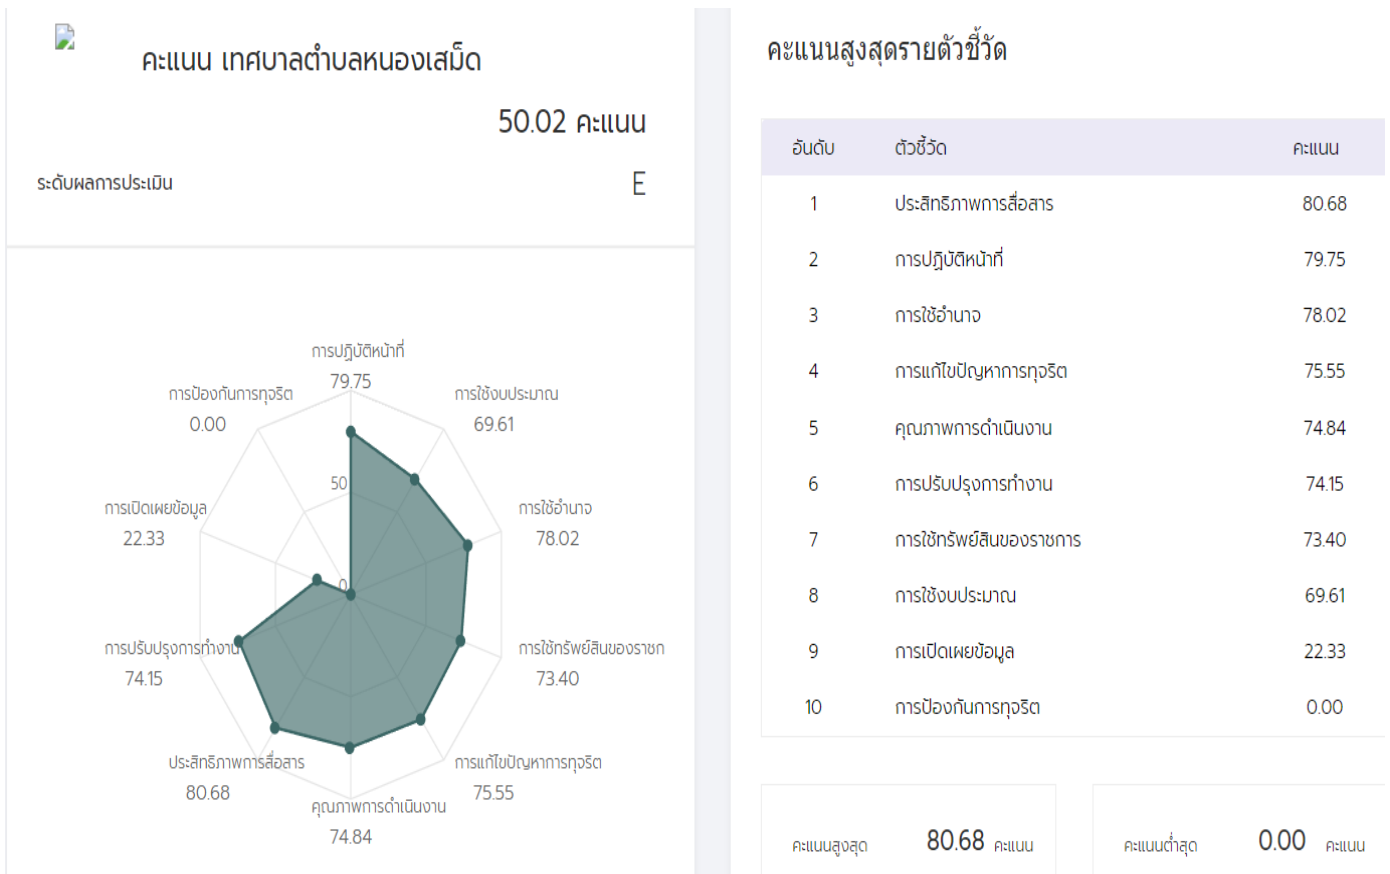 คะแนน เทศบาลตำบลหนองเสม็ด
50.02 คะแนน
ระดับผลการประเมิน E
การปฏิบัติหน้าที่
79.75
การป้องกันการทุจริต
0.00
การใช้งบประมาณ
69.61
50
การเปิดเผยข้อมูล
22.33
การใช้อำนาจ
78.02
0
การปรับปรุงการทำงาน
74.15
การใช้ทรัพย์สินของราชก
73.40
ประสิทธิภาพการสื่อสาร
80.68
การแก้ไขปัญหาการทุจริต
75.55
คุณภาพการดำเนินงาน
74.84
คะแนนสูงสุดรายตัวชี้วัด
อันดับ ตัวชี้วัด คะแนน
1 ประสิทธิภาพการสื่อสาร 80.68
2 การปฏิบัติหน้าที่ 79.75
3 การใช้อำนาจ 78.02
4 การแก้ไขปัญหาการทุจริต 75.55
5 คุณภาพการดำเนินงาน 74.84
6 การปรับปรุงการทำงาน 74.15
7 การใช้ทรัพย์สินของราชการ 73.40
8 การใช้งบประมาณ 69.61
9 การเปิดเผยข้อมูล 22.33
10 การป้องกันการทุจริต 0.00
คะแนนสูงสุด 80.68 คะแนน
คะแนนต่ำสุด 0.00 คะแนน